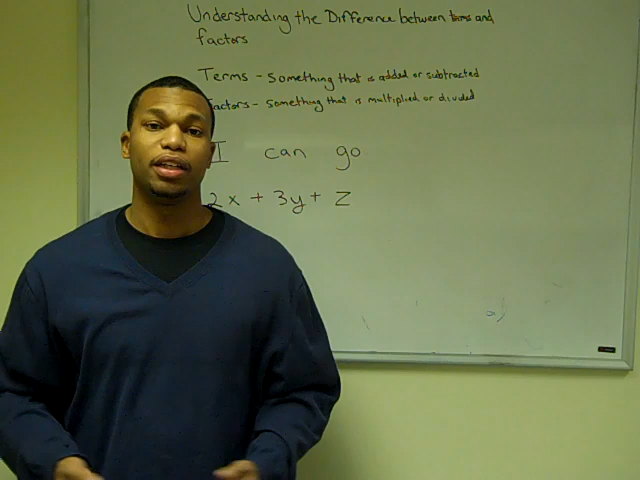 Understanding the Difference between terms and
factors
Terms - Something that is added or subtracted
Factors - Something that is multiplied or divided
I can go
2x + 3y + Z